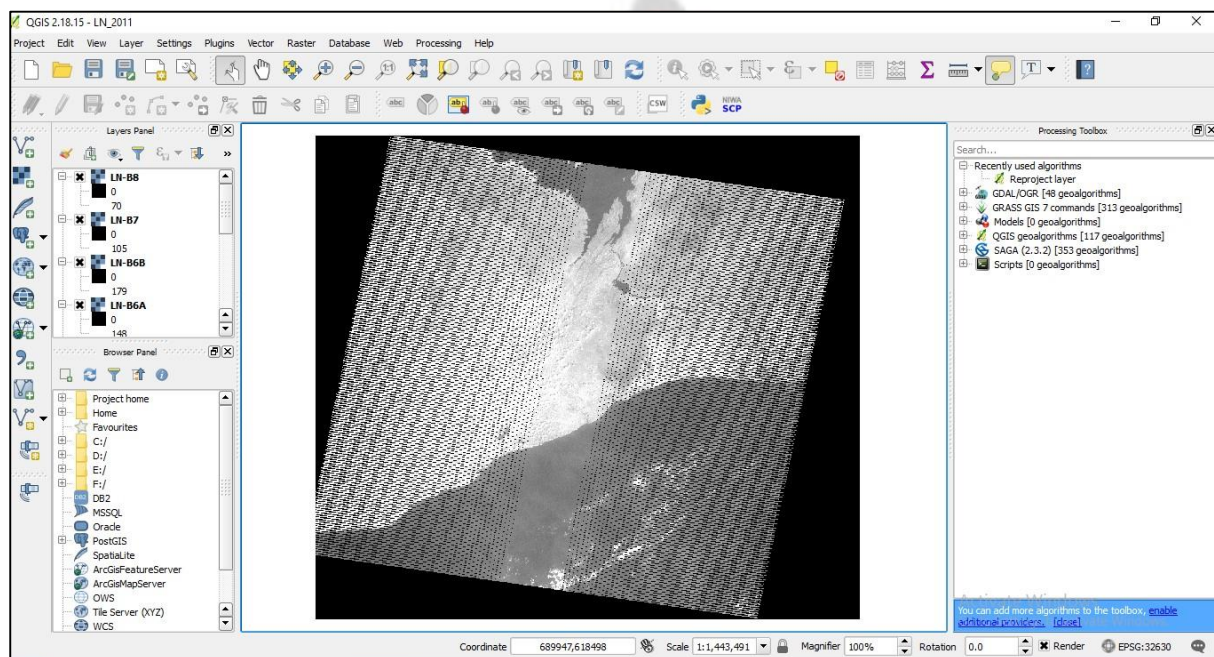 QGIS 2.18.15 - LN_2011
Project Edit View Layer Settings Plugins Vector Raster Database Web Processing Help
CSW
NIWA
SCP
Layers Panel
LN-B8
0
70
LN-B7
0
105
LN-B6B
0
179
LN-B6A
0
148
Browser Panel
Project home
Home
Favourites
C:/
D:/
E:/
F:/
DB2
MSSQL
Oracle
PostGIS
SpatiaLite
ArcGisFeatureServer
ArcGisMapServer
OWS
Tile Server (XYZ)
WCS
Processing Toolbox
Search...
Recently used algorithms
Reproject layer
GDAL/OGR [48 geoalgorithms]
GRASS GIS 7 commands [313 geoalgorithms]
Models [0 geoalgorithms]
QGIS geoalgorithms [117 geoalgorithms]
SAGA (2.3.2) [353 geoalgorithms]
Scripts [0 geoalgorithms]
Activate Windows
You can add more algorithms to the toolbox, enable
additional providers. [close]
Coordinate 689947,618498 Scale 1:1,443,491 Magnifier 100% Rotation 0.0 Render EPSG:32630